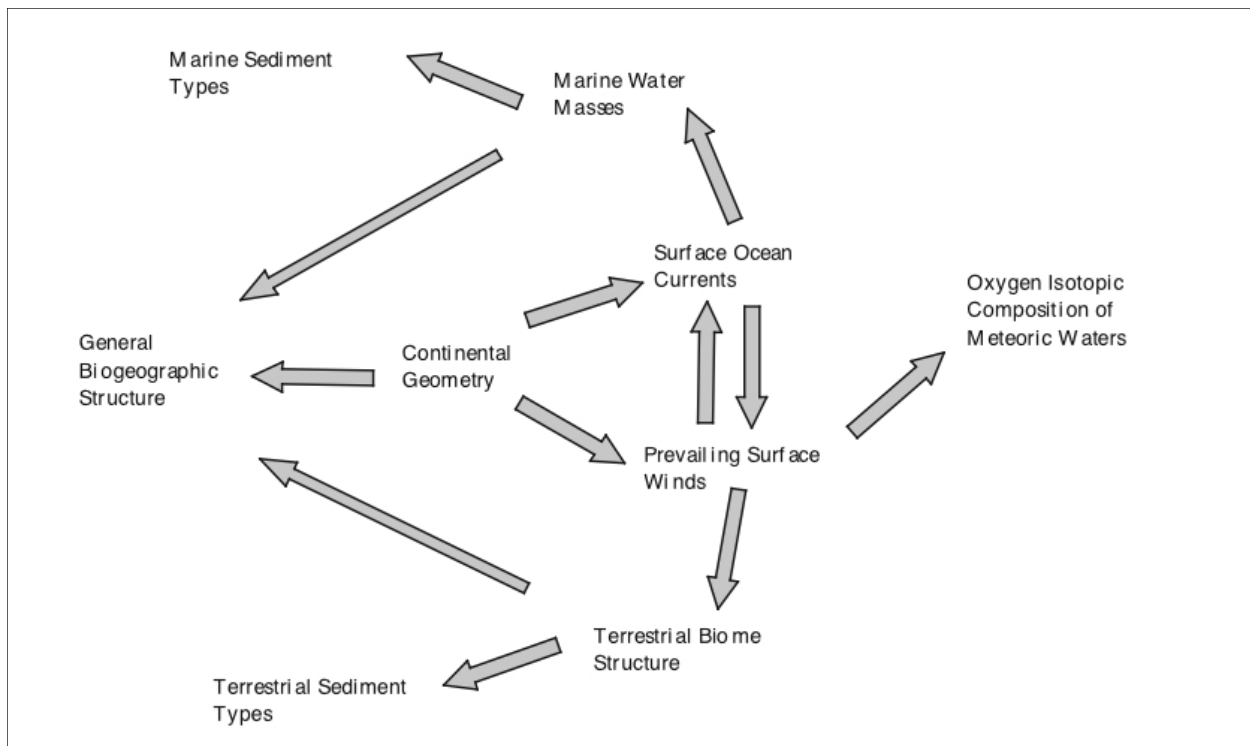 Marine Sediment
Types
Marine Water
Masses
Surface Ocean
Currents
Oxygen Isotopic
Composition of
Meteoric Waters
General
Biogeographic
Structure
Continental
Geometry
Prevailing Surface
Winds
Terrestrial Biome
Structure
Terrestrial Sediment
Types